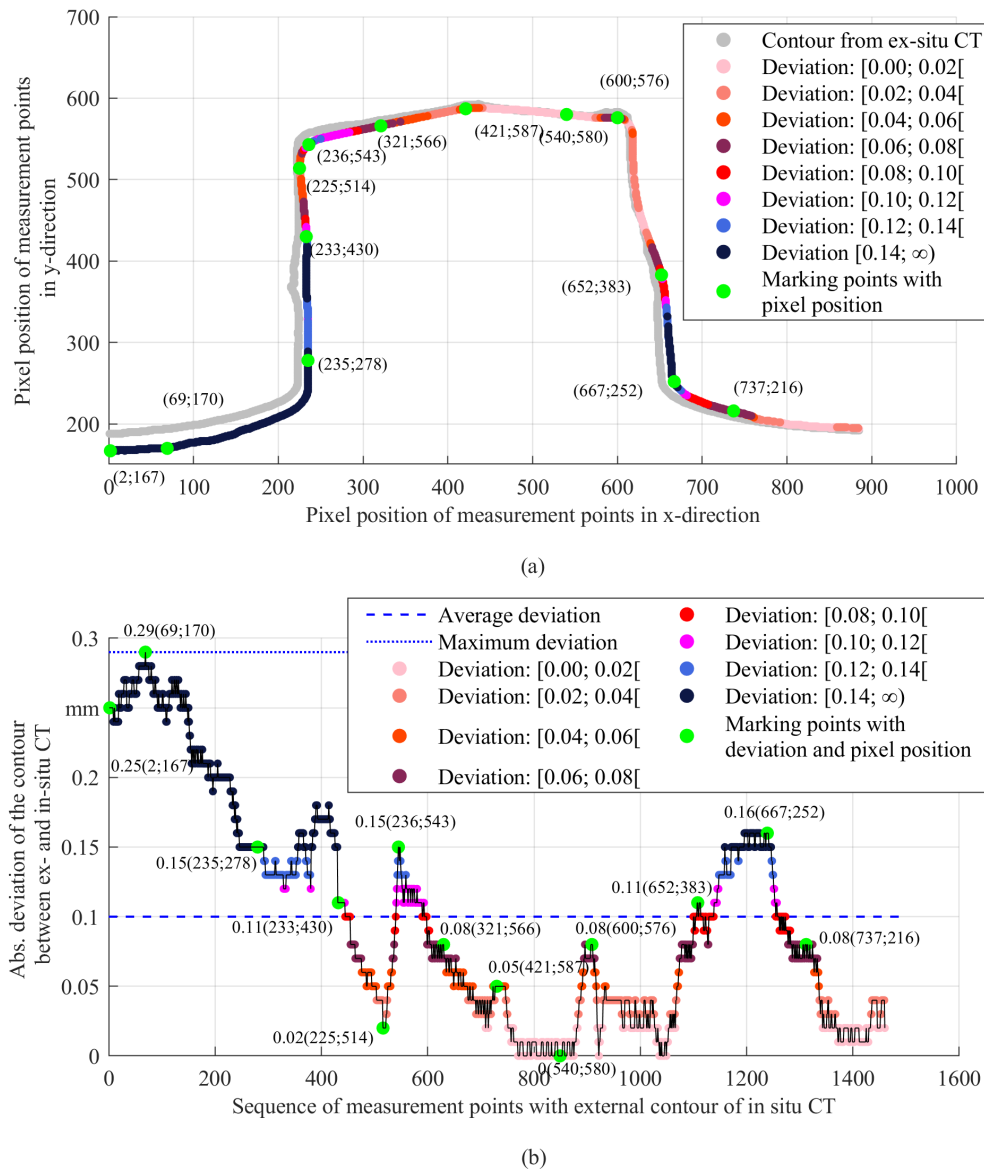 700
600
500
400
300
200
Pixel position of measurement points
in y-direction
Contour from ex-situ CT
Deviation: [0.00; 0.02[
Deviation: [0.02; 0.04[
Deviation: [0.04; 0.06[
Deviation: [0.06; 0.08[
Deviation: [0.08; 0.10[
Deviation: [0.10; 0.12[
Deviation: [0.12; 0.14[
Deviation [0.14; ∞)
Marking points with
pixel position
(600;576)
(421;587)
(540;580)
(321;566)
(236;543)
(225;514)
(233;430)
(652;383)
(235;278)
(667;252)
(737;216)
(69;170)
(2;167)
0 100 200 300 400 500 600 700 800 900 1000
Pixel position of measurement points in x-direction
(a)
Average deviation
Maximum deviation
Deviation: [0.00; 0.02[
Deviation: [0.02; 0.04[
Deviation: [0.04; 0.06[
Deviation: [0.06; 0.08[
Deviation: [0.08; 0.10[
Deviation: [0.10; 0.12[
Deviation: [0.12; 0.14[
Deviation: [0.14; ∞)
Marking points with
deviation and pixel position
0.3
mm
0.2
0.15
0.1
0.05
0
Abs. deviation of the contour
between ex- and in-situ CT
0.29(69;170)
0.25(2;167)
0.15(235;278)
0.11(233;430)
0.02(225;514)
0.15(236;543)
0.08(321;566)
0.05(421;587)
0(540;580)
0.08(600;576)
0.11(652;383)
0.16(667;252)
0.08(737;216)
0 200 400 600 800 1000 1200 1400 1600
Sequence of measurement points with external contour of in situ CT
(b)